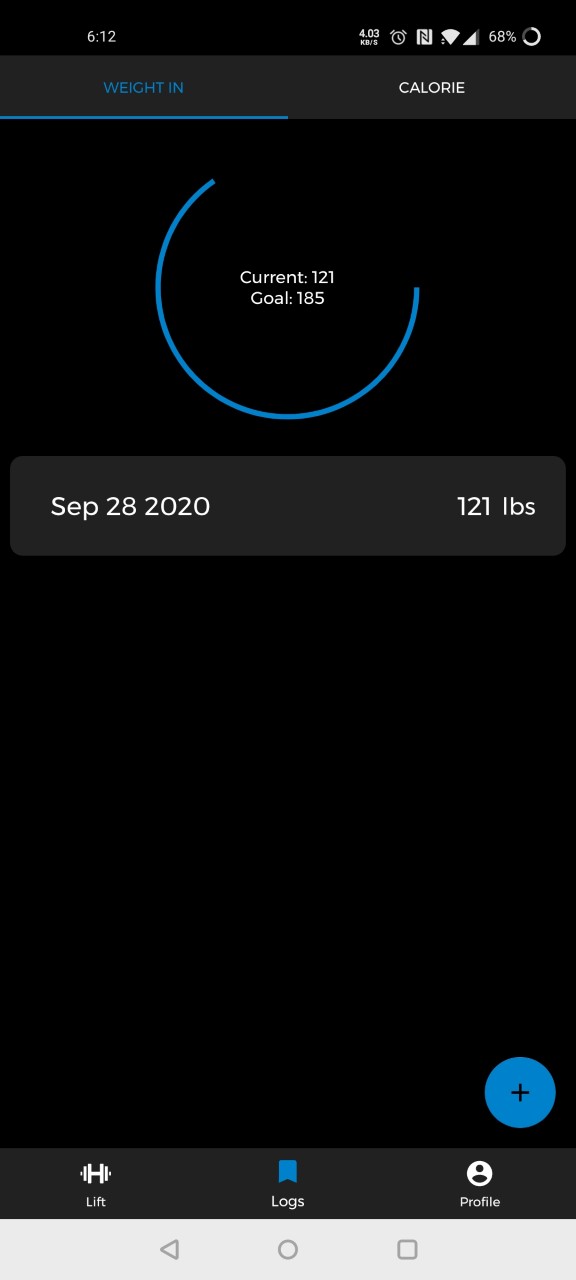 6:12
4.03
KB/S
68%
WEIGHT IN
CALORIE
Current: 121
Goal: 185
Sep 28 2020
121 lbs
+
Lift
Logs
Profile